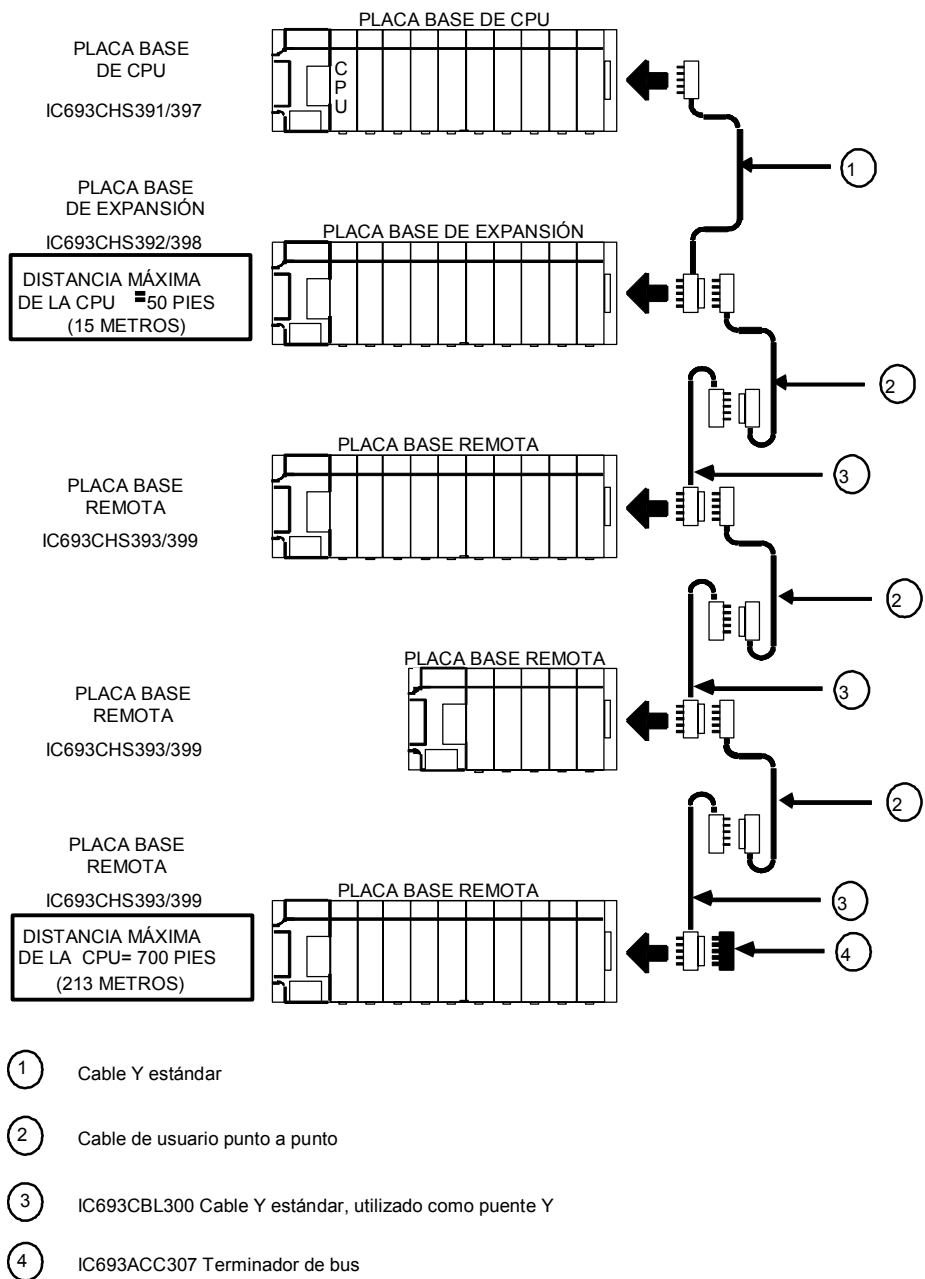 PLACA BASE DE CPU
PLACA BASE
DE CPU
IC693CHS391/397
C
P
U
1
PLACA BASE
DE EXPANSIÓN
IC693CHS392/398
PLACA BASE DE EXPANSIÓN
DISTANCIA MÁXIMA
DE LA CPU =50 PIES
(15 METROS)
2
PLACA BASE REMOTA
3
PLACA BASE
REMOTA
IC693CHS393/399
2
PLACA BASE REMOTA
3
PLACA BASE
REMOTA
IC693CHS393/399
2
PLACA BASE
REMOTA
IC693CHS393/399
PLACA BASE REMOTA
3
DISTANCIA MÁXIMA
DE LA CPU= 700 PIES
(213 METROS)
4
1 Cable Y estándar
2 Cable de usuario punto a punto
3 IC693CBL300 Cable Y estándar, utilizado como puente Y
4 IC693ACC307 Terminador de bus